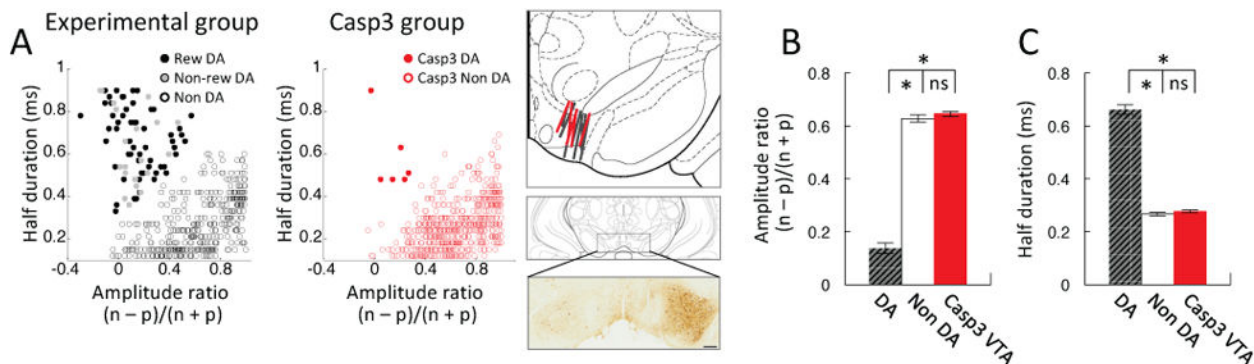 Experimental group
Casp3 group
A
Rew DA
Non-rew DA
Non DA
Half duration (ms)
0.8
0.6
0.4
0.2
-0.4
0
0.4
0.8
Amplitude ratio
(n – p)/(n + p)
Casp3 DA
Casp3 Non DA
Half duration (ms)
0.8
0.6
0.4
0.2
-0.4
0
0.4
0.8
Amplitude ratio
(n – p)/(n + p)
B
*
* ns
Amplitude ratio
(n – p)/(n + p)
0.8
0.6
0.4
0.2
0
DA
Non DA
Casp3 VTA
C
*
* ns
Half duration (ms)
0.8
0.6
0.4
0.2
0
DA
Non DA
Casp3 VTA